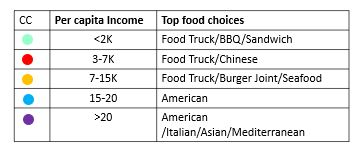 CC Per capita Income Top food choices
<2K Food Truck/BBQ/Sandwich
3-7K Food Truck/Chinese
7-15K Food Truck/Burger Joint/Seafood
15-20 American
>20 American
/Italian/Asian/Mediterranean